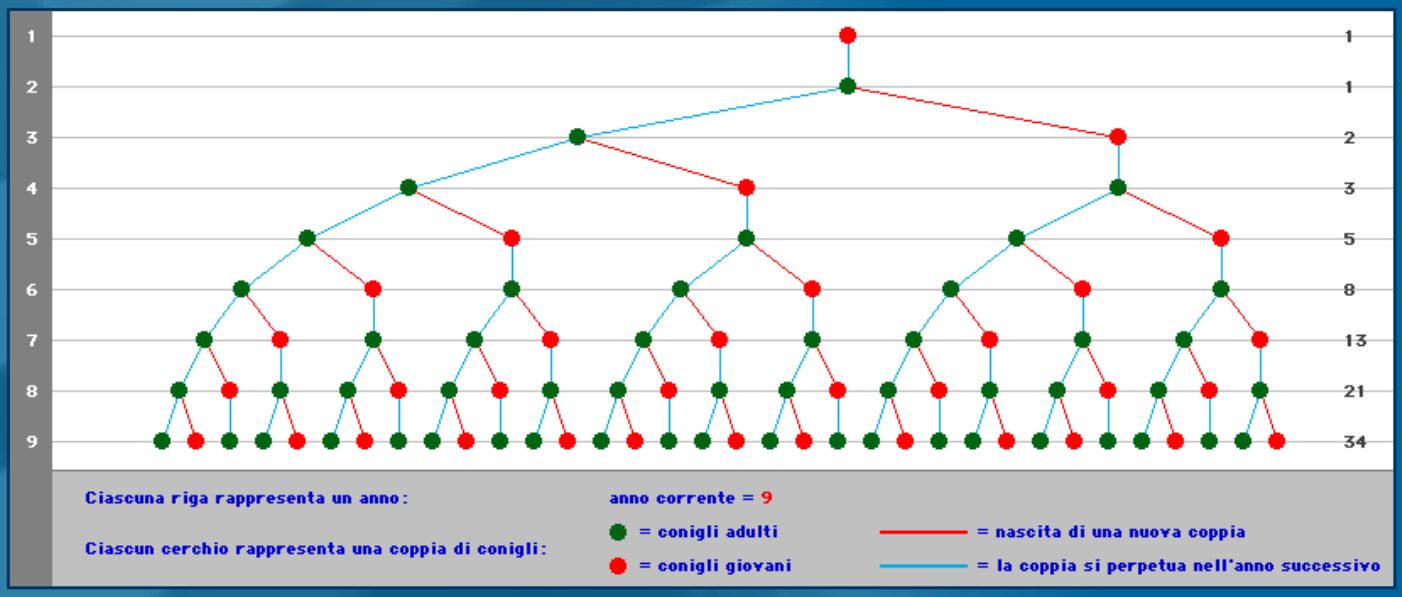 1 1
2 1
3 2
4 3
5 5
6 8
7 13
8 21
9 34
Ciascuna riga rappresenta un anno: anno corrente = 9
= conigli adulti = nascita di una nuova coppia
Ciascun cerchio rappresenta una coppia di conigli:
= conigli giovani = la coppia si perpetua nell'anno successivo